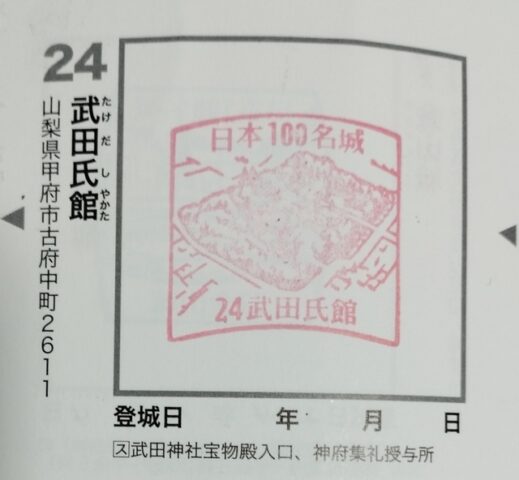 24
武田氏館
たけだしやかた
山梨県甲府市古府中町2611
日本100名城
24武田氏館
登城日 年 月 日
ス武田神社宝物殿入口、神府集礼授与所